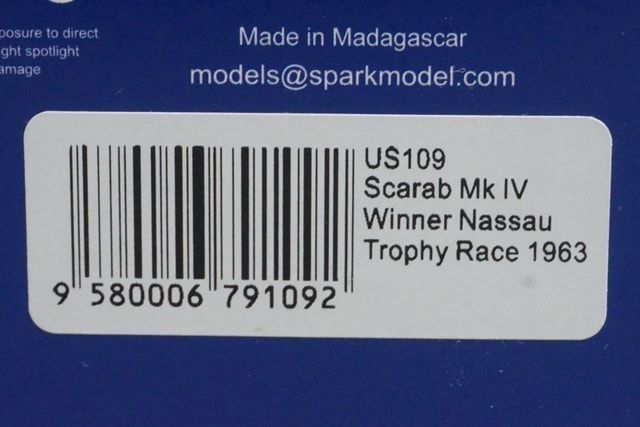 posure to direct
ght spotlight
amage
Made in Madagascar
models@sparkmodel.com
US109
Scarab Mk IV
Winner Nassau
Trophy Race 1963
9 580006 791092